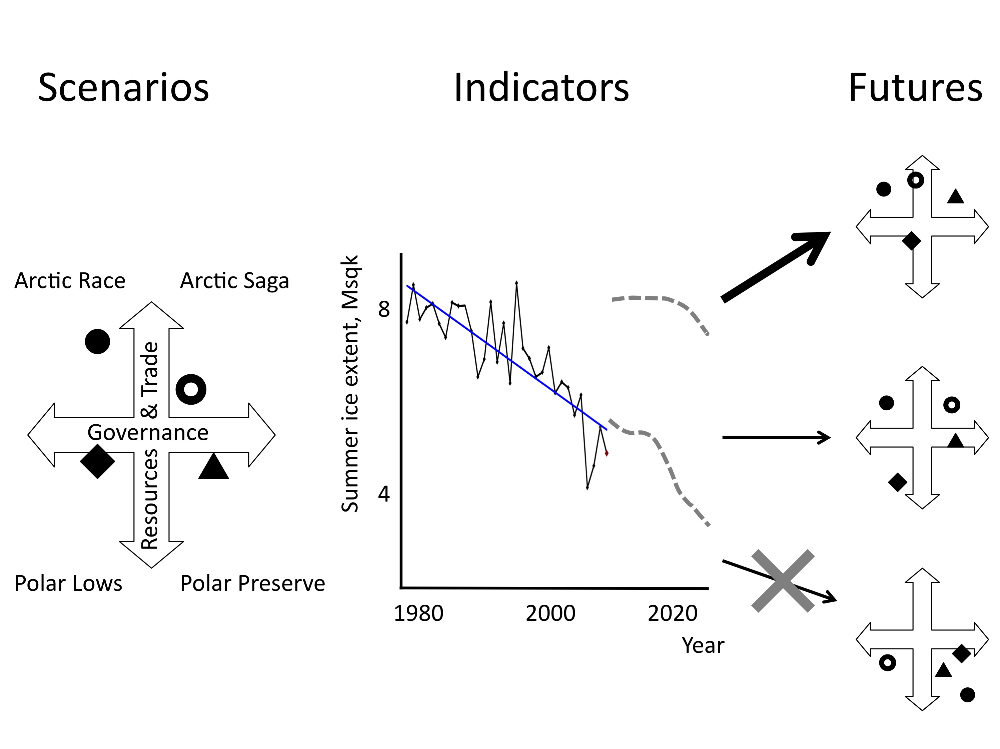 Scenarios
Indicators
Futures
Arctic Race
Arctic Saga
Resources & Trade
Governance
Polar Lows
Polar Preserve
Summer ice extent, Msqk
8
4
1980
2000
2020
Year